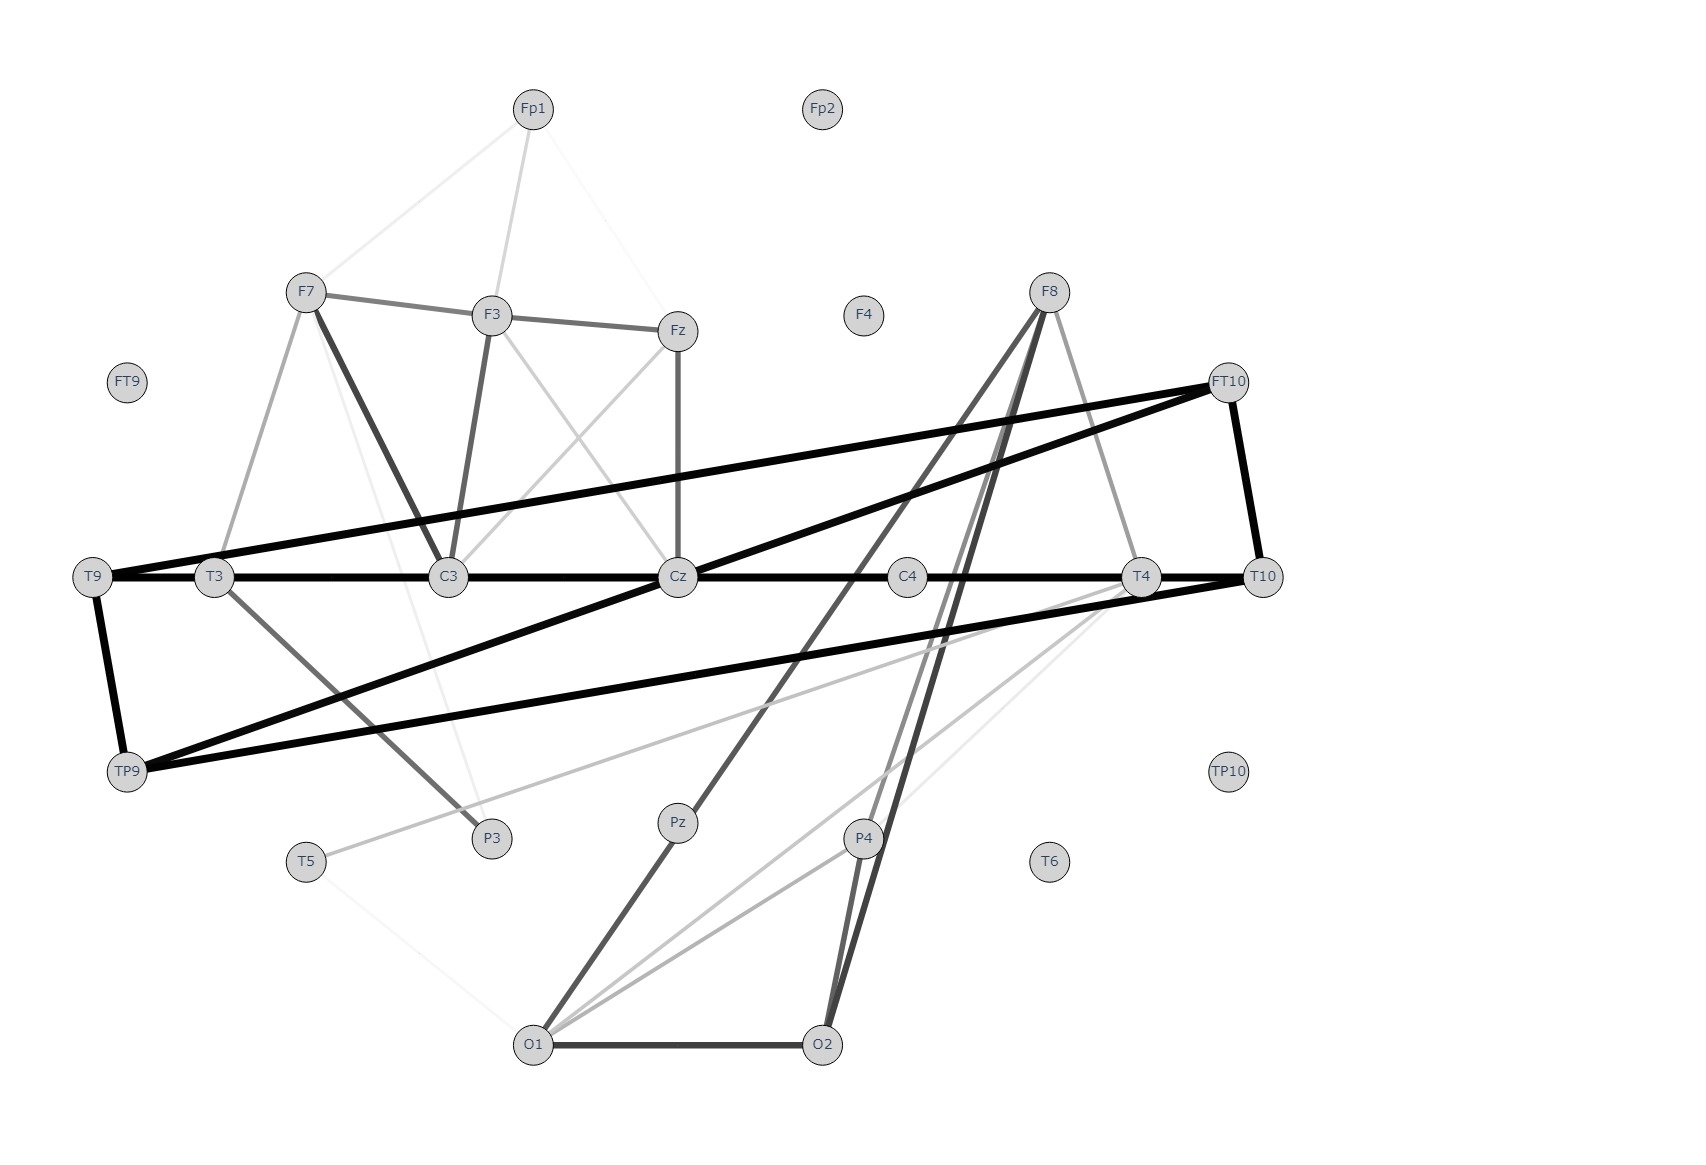 Fp1 Fp2
F7 F3 Fz F4 F8
FT9 FT10
T9 T3 C3 Cz C4 T4 T10
TP9 TP10
T5 P3 Pz P4 T6
O1 O2